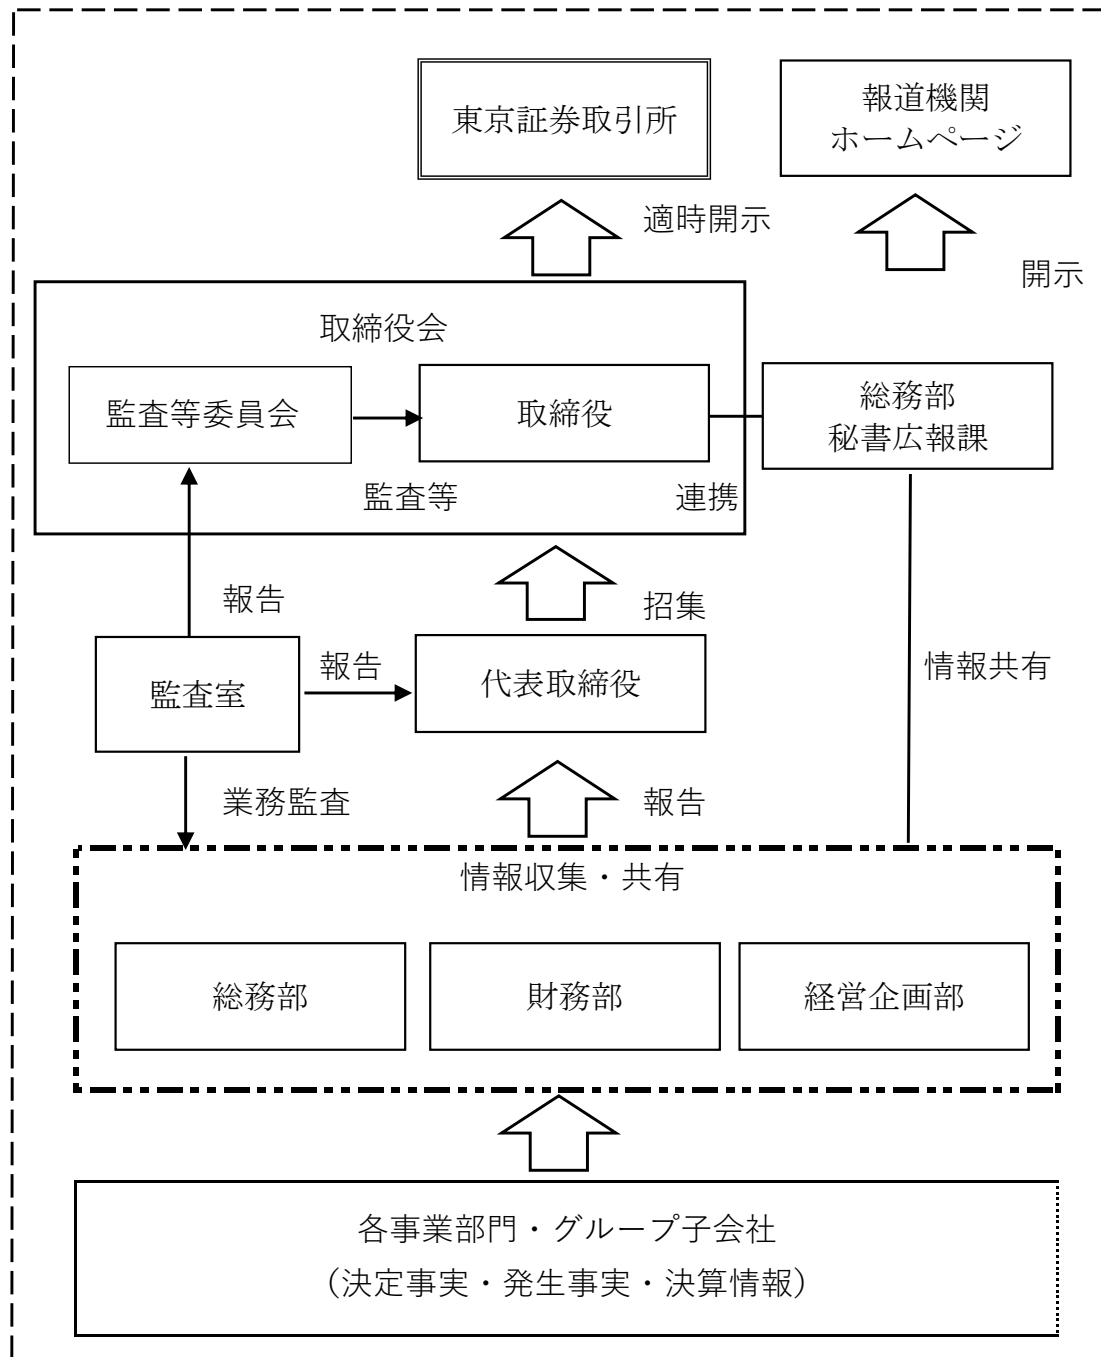 東京証券取引所
報道機関
ホームページ
適時開示
開示
取締役会
監査等委員会
取締役
総務部
秘書広報課
監査等
連携
報告
招集
監査室
報告
代表取締役
情報共有
業務監査
報告
情報収集・共有
総務部
財務部
経営企画部
各事業部門・グループ子会社
（決定事実・発生事実・決算情報）